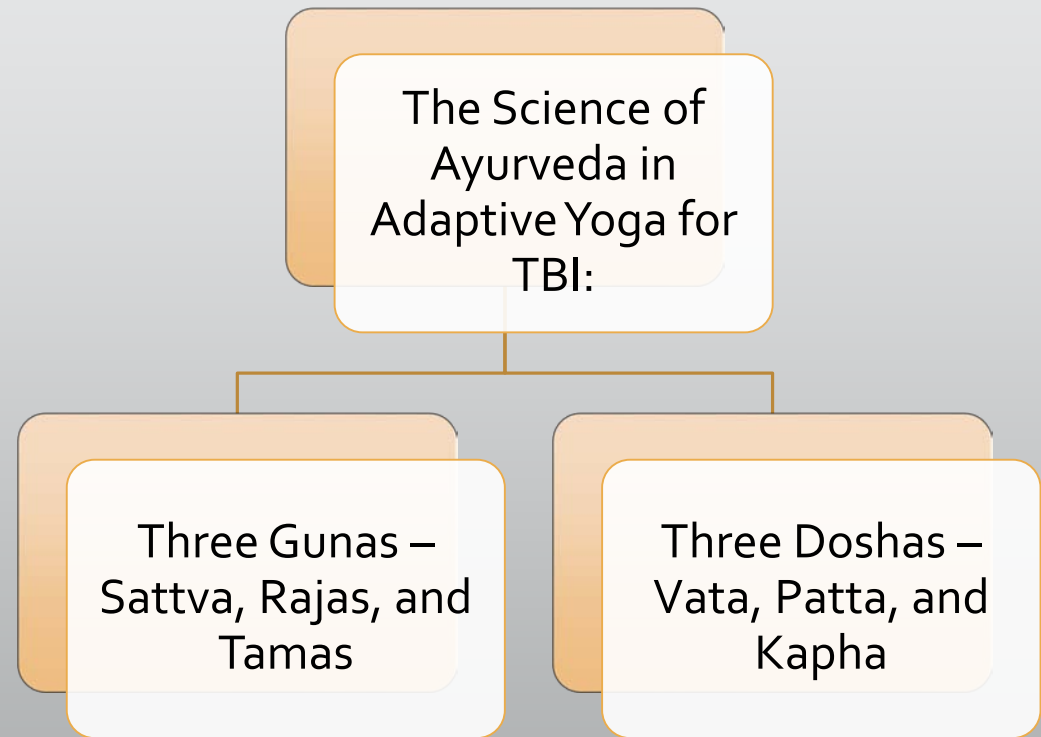 The Science of
Ayurveda in
Adaptive Yoga for
TBI:
Three Gunas –
Sattva, Rajas, and
Tamas
Three Doshas –
Vata, Patta, and
Kapha